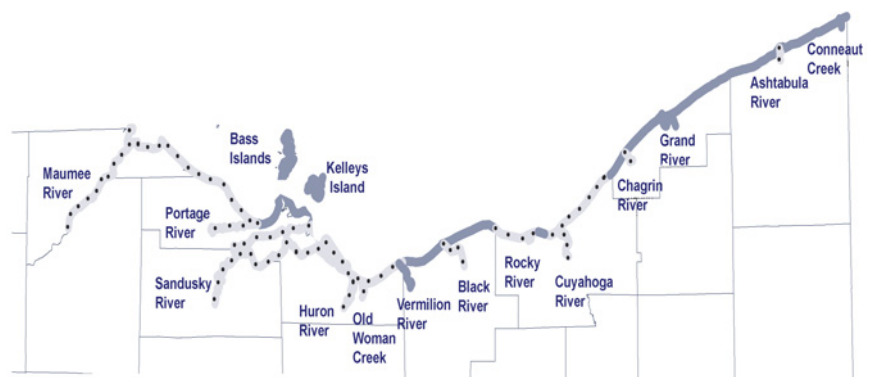 Maumee
River
Portage
River
Sandusky
River
Bass
Islands
Kelleys
Island
Huron
River
Old
Woman
Creek
Vermilion
River
Black
River
Rocky
River
Cuyahoga
River
Chagrin
River
Grand
River
Ashtabula
River
Conneaut
Creek